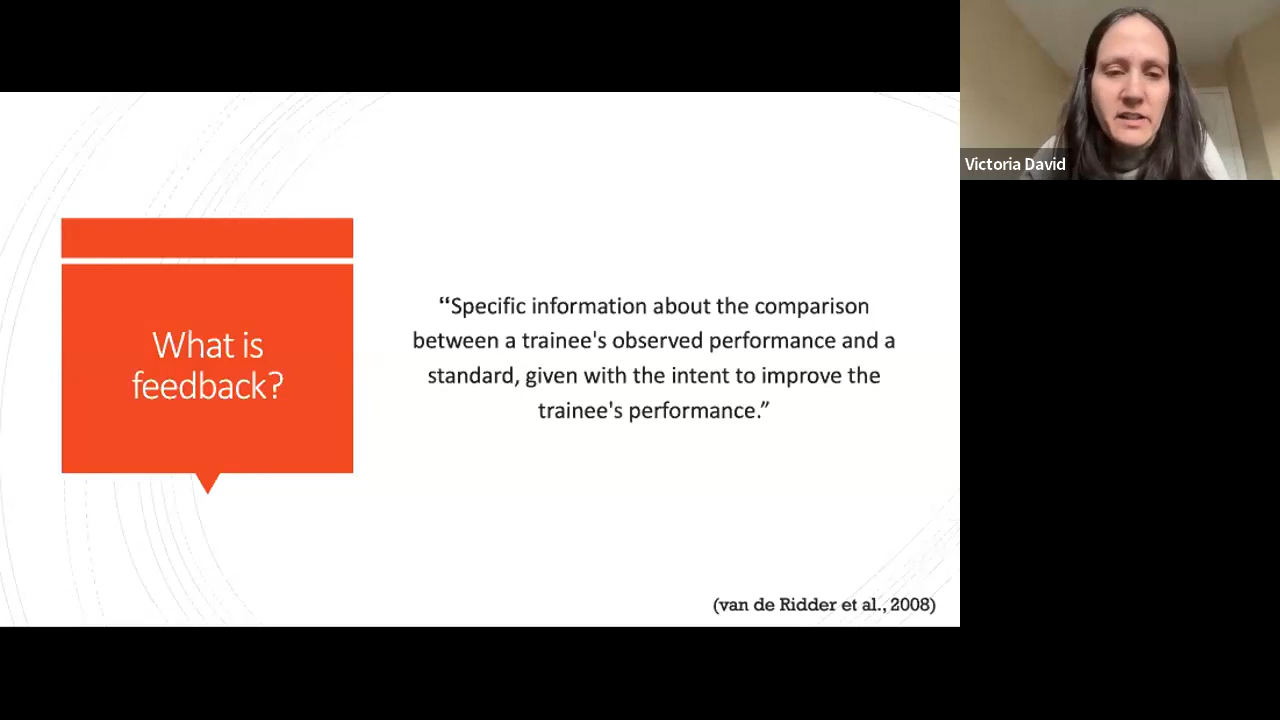 Victoria David
What is
feedback?
“Specific information about the comparison
between a trainee's observed performance and a
standard, given with the intent to improve the
trainee's performance.”
(van de Ridder et al., 2008)